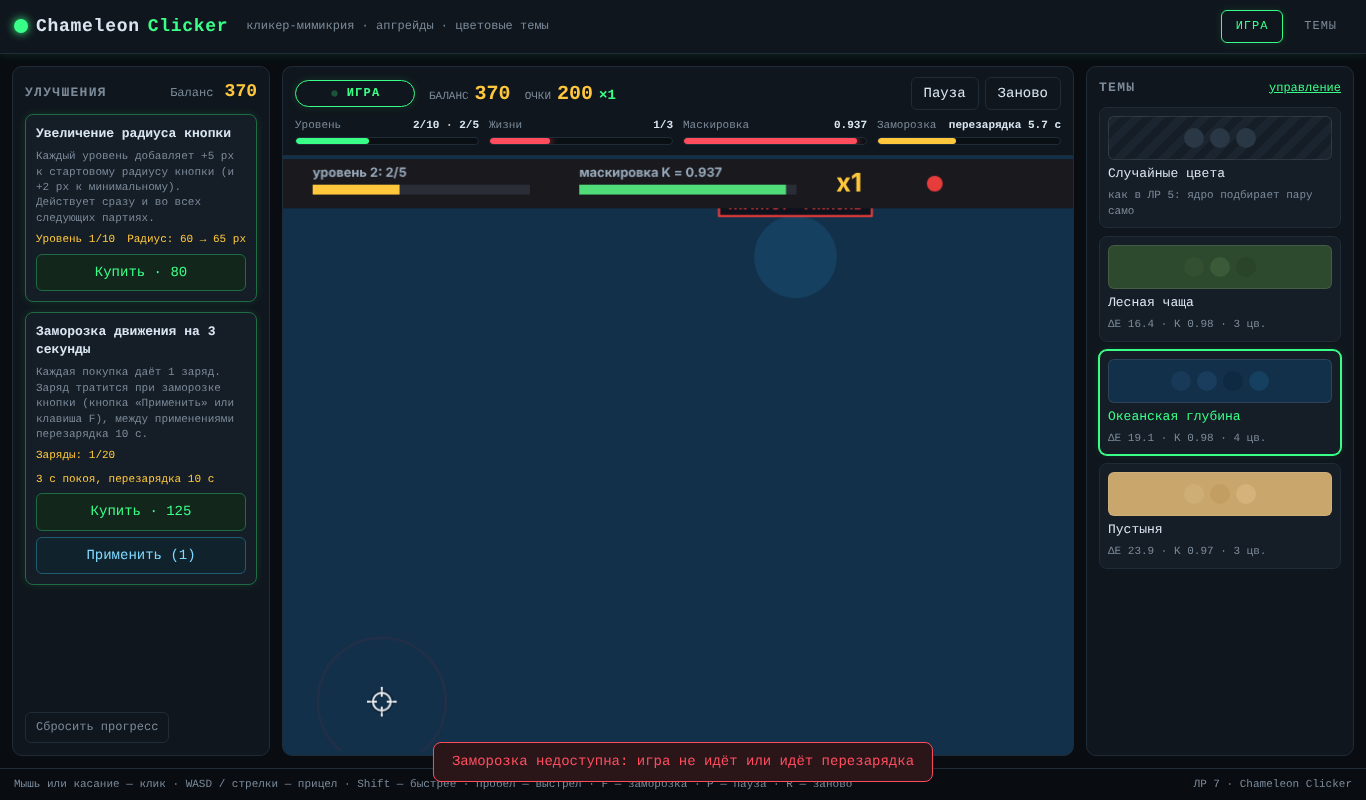 Chameleon Clicker
кликер-мимикрия · апгрейды · цветовые темы
ИГРА
ТЕМЫ
УЛУЧШЕНИЯ
Баланс 370
Увеличение радиуса кнопки
Каждый уровень добавляет +5 px
к стартовому радиусу кнопки (и
+2 px к минимальному).
Действует сразу и во всех
следующих партиях.
Уровень 1/10 Радиус: 60 → 65 px
Купить · 80
Заморозка движения на 3
секунды
Каждая покупка даёт 1 заряд.
Заряд тратится при заморозке
кнопки (кнопка «Применить» или
клавиша F), между применениями
перезарядка 10 с.
Заряды: 1/20
3 с покоя, перезарядка 10 с
Купить · 125
Применить (1)
Сбросить прогресс
ИГРА
БАЛАНС 370 ОЧКИ 200 ×1
Пауза
Заново
Уровень 2/10 · 2/5
Жизни 1/3
Маскировка 0.937
Заморозка перезарядка 5.7 с
уровень 2: 2/5
маскировка K = 0.937
x1
ТЕМЫ
управление
Случайные цвета
как в ЛР 5: ядро подбирает пару
само
Лесная чаща
ΔE 16.4 · K 0.98 · 3 цв.
Океанская глубина
ΔE 19.1 · K 0.98 · 4 цв.
Пустыня
ΔE 23.9 · K 0.97 · 3 цв.
Заморозка недоступна: игра не идёт или идёт перезарядка
Мышь или касание — клик · WASD / стрелки — прицел · Shift — быстрее · пробел — выстрел · F — заморозка · P — пауза · R — заново
ЛР 7 · Chameleon Clicker